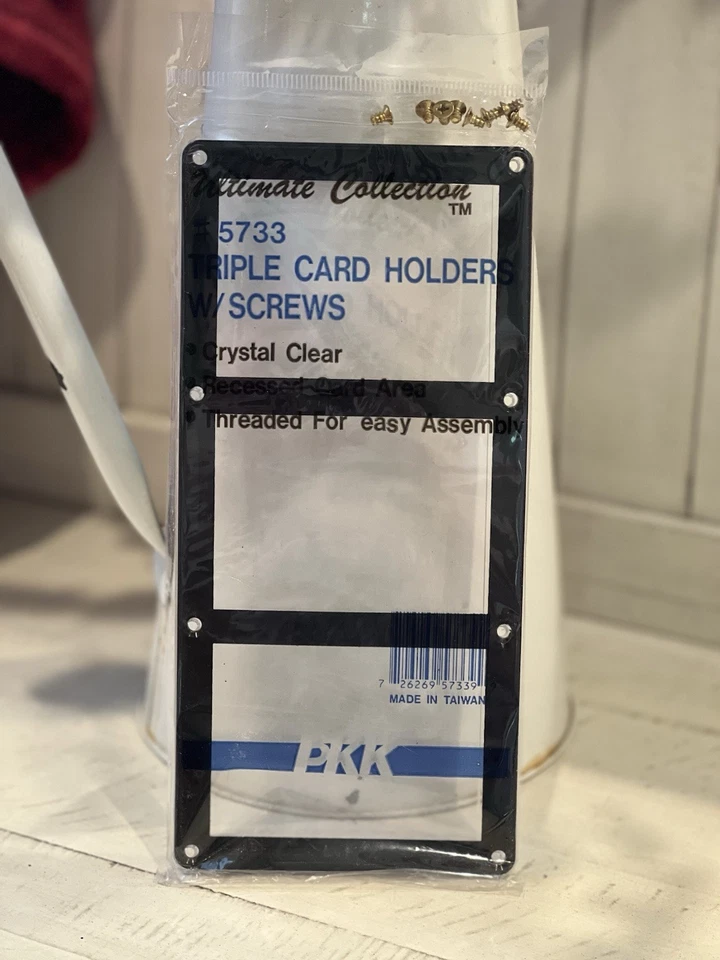 Ultimate Collection
TM
# 5733
TRIPLE CARD HOLDERS
W/SCREWS
• Crystal Clear
• Recessed Card Area
• Threaded For easy Assembly
7 26269 57339
MADE IN TAIWAN
PKK